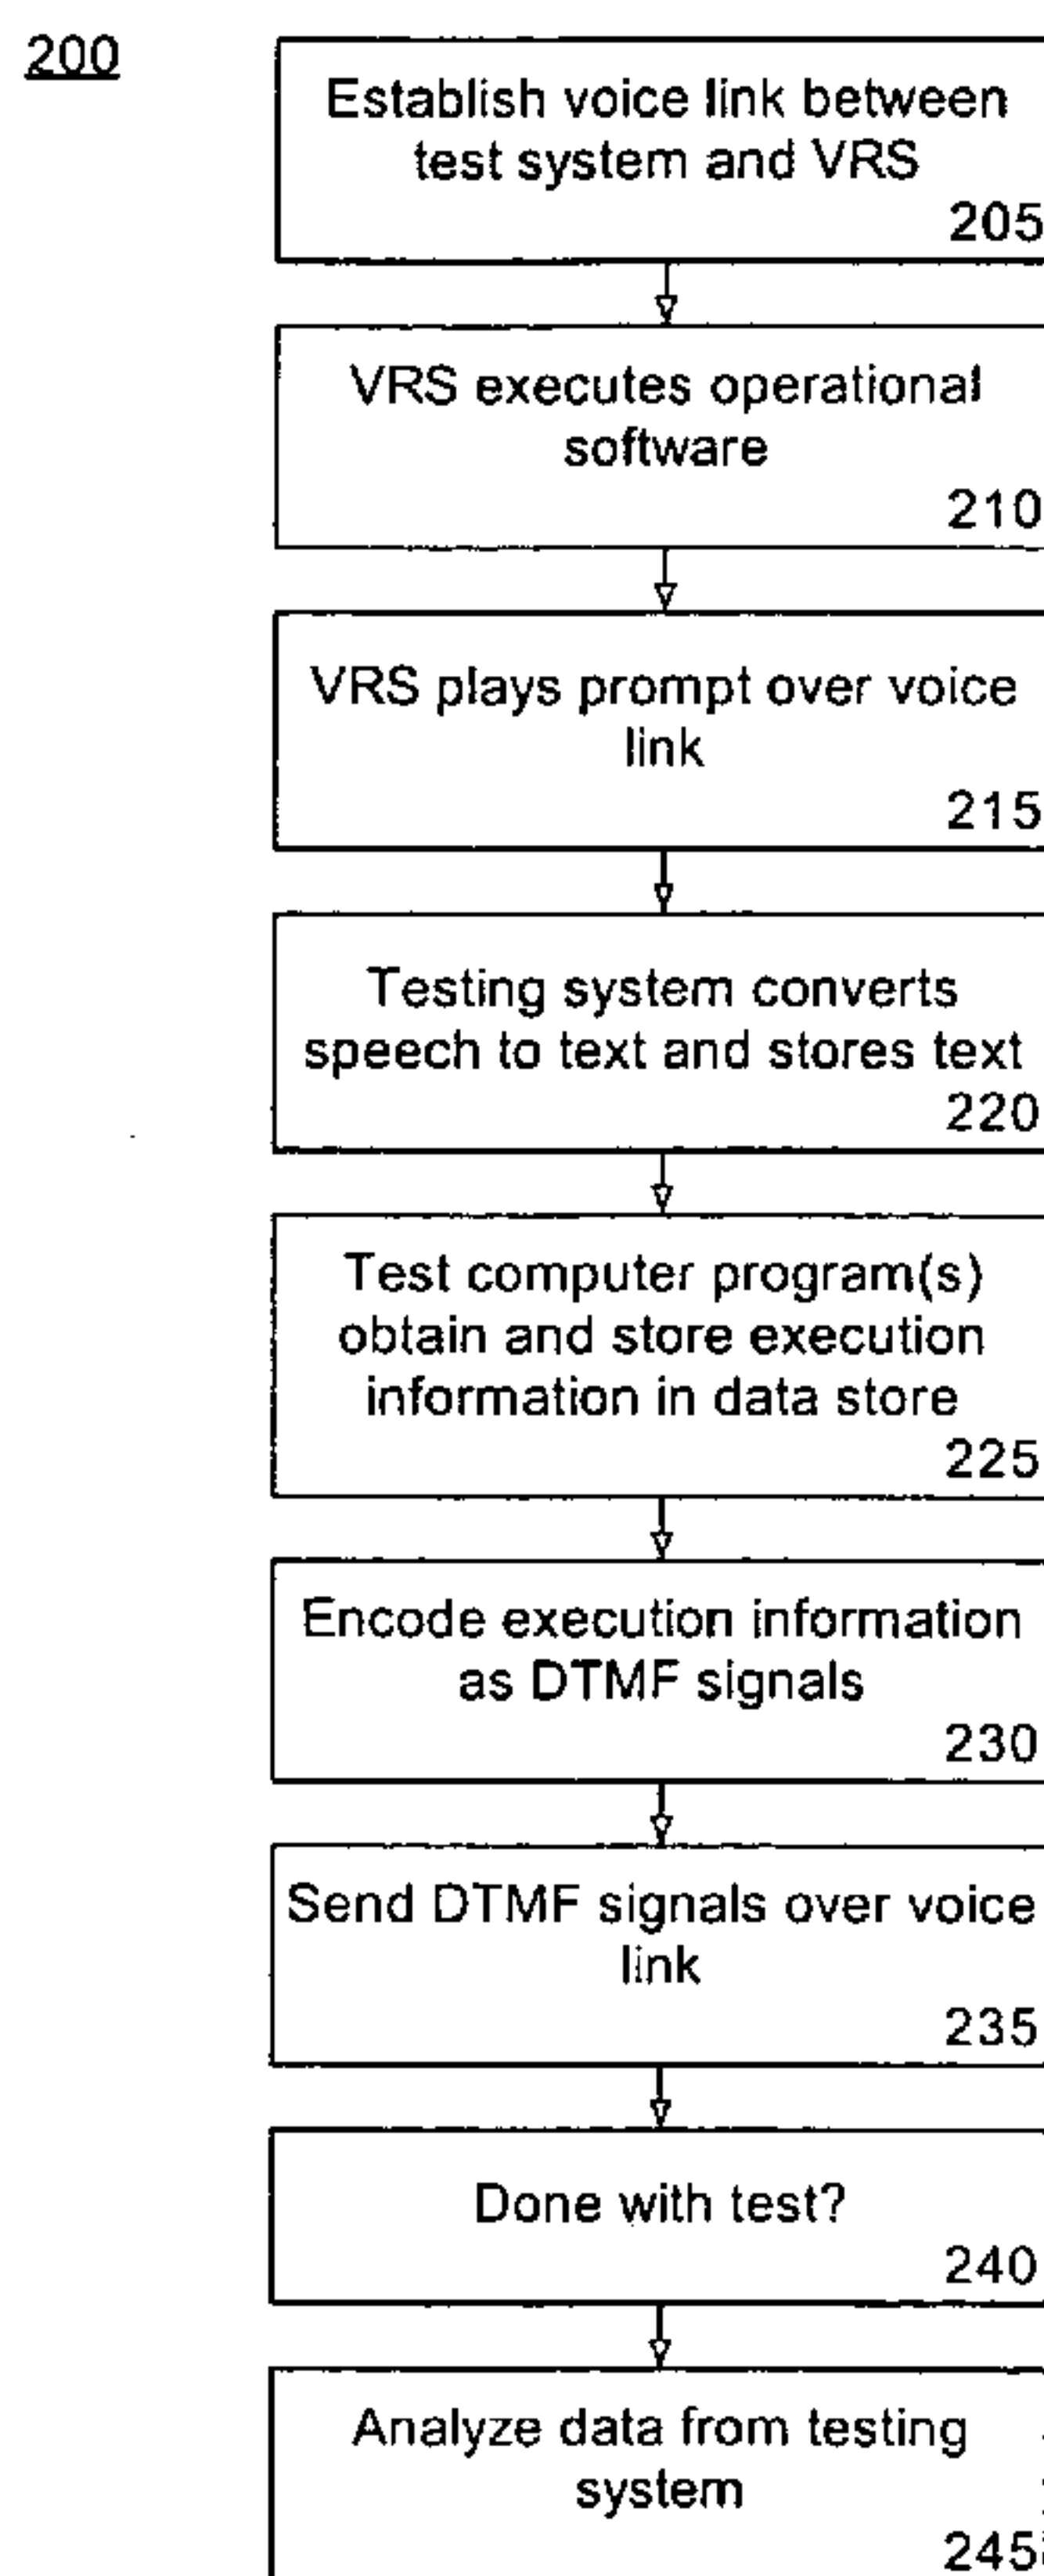 200
Establish voice link between
test system and VRS
205
VRS executes operational
software
210
VRS plays prompt over voice
link
215
Testing system converts
speech to text and stores text
220
Test computer program(s)
obtain and store execution
information in data store
225
Encode execution information
as DTMF signals
230
Send DTMF signals over voice
link
235
Done with test?
240
Analyze data from testing
system
245